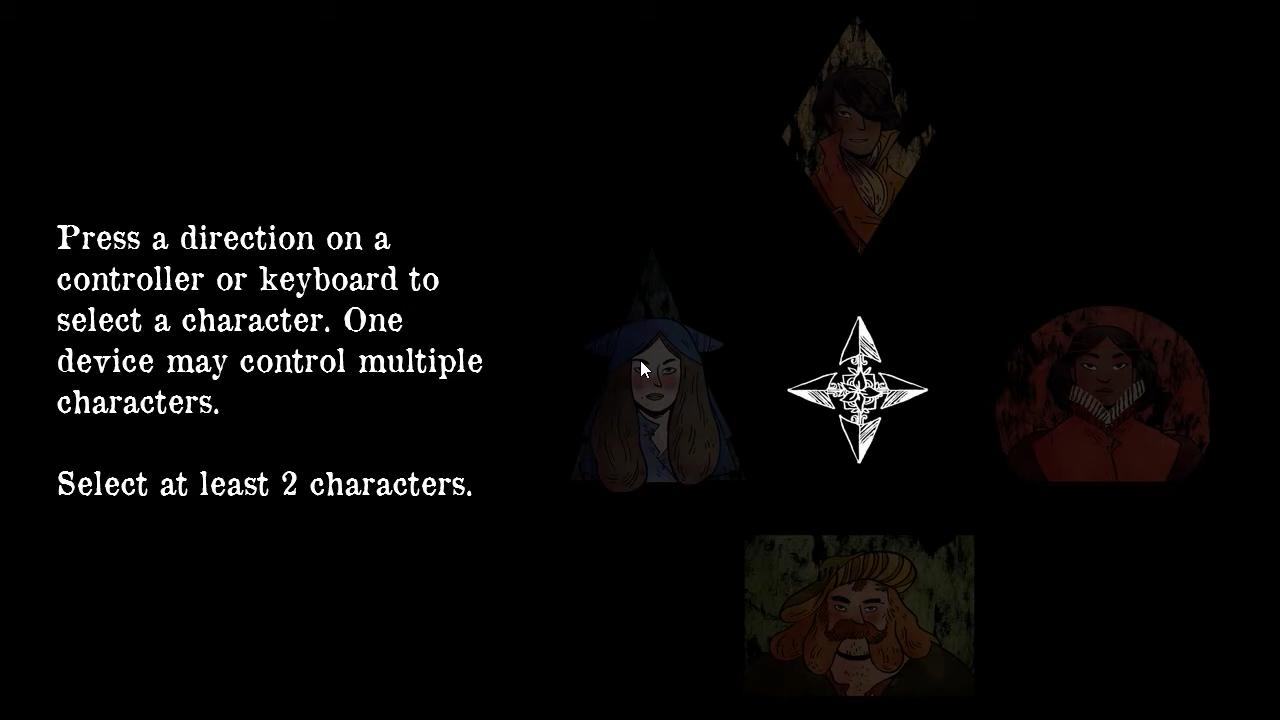 Press a direction on a
controller or keyboard to
select a character. One
device may control multiple
characters.
Select at least 2 characters.